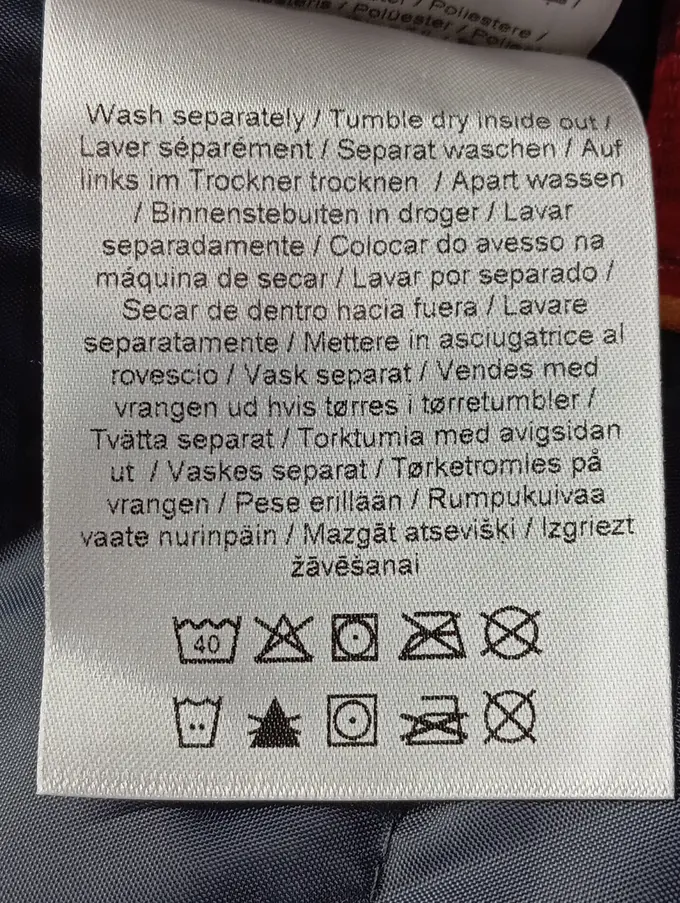 / Poliestere /
Poliéster / Poliest
Wash separately / Tumble dry inside out /
Laver séparément / Separat waschen / Auf
links im Trockner trocknen / Apart wassen
/ Binnenstebuiten in droger / Lavar
separadamente / Colocar do avesso na
máquina de secar / Lavar por separado /
Secar de dentro hacia fuera / Lavare
separatamente / Mettere in asciugatrice al
rovescio / Vask separat / Vendes med
vrangen ud hvis tørres i tørretumbler /
Tvätta separat / Torktumla med avigsidan
ut / Vaskes separat / Tørketromles på
vrangen / Pese erillään / Rumpukuivaa
vaate nurinpäin / Mazgāt atsevišķi / Izgriezt
žāvēšanai
40